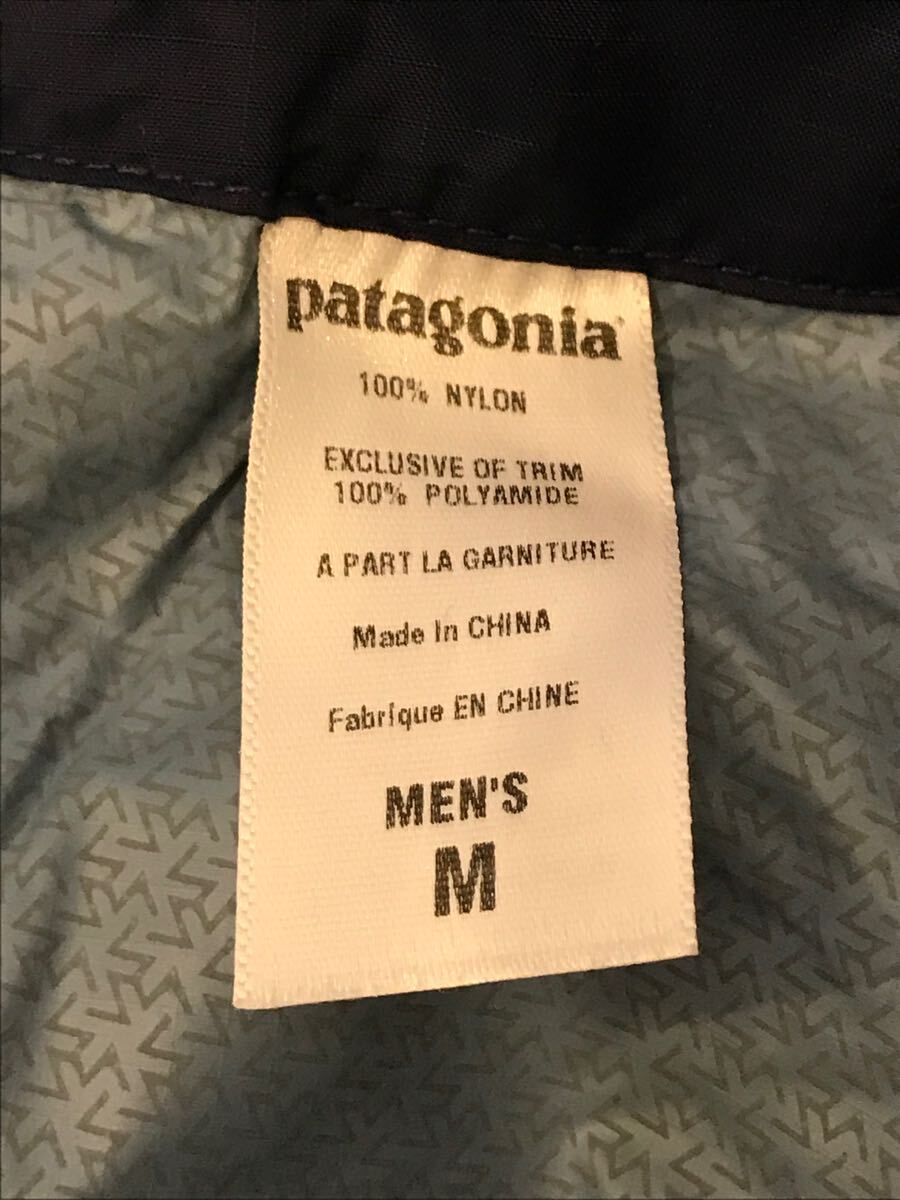 patagonia
100% NYLON
EXCLUSIVE OF TRIM
100% POLYAMIDE
A PART LA GARNITURE
Made In CHINA
Fabrique EN CHINE
MEN'S
M